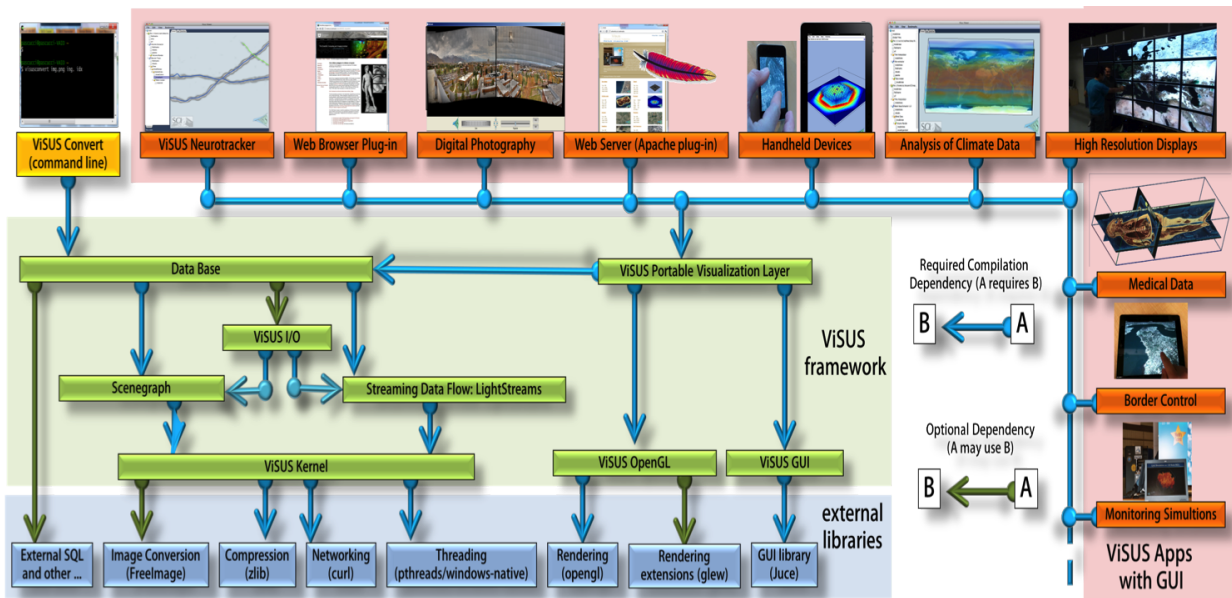 ViSUS Convert
(command line)
ViSUS Neurotracker
Web Browser Plug-in
Digital Photography
Web Server (Apache plug-in)
Handheld Devices
Analysis of Climate Data
High Resolution Displays
Data Base
ViSUS Portable Visualization Layer
Required Compilation
Dependency (A requires B)
B
A
Medical Data
ViSUS I/O
ViSUS
framework
Scenegraph
Streaming Data Flow: LightStreams
Border Control
Optional Dependency
(A may use B)
B
A
ViSUS Kernel
ViSUS OpenGL
ViSUS GUI
Monitoring Simultions
external
libraries
External SQL
and other ...
Image Conversion
(FreeImage)
Compression
(zlib)
Networking
(curl)
Threading
(pthreads/windows-native)
Rendering
(opengl)
Rendering
extensions (glew)
GUI library
(Juce)
ViSUS Apps
with GUI